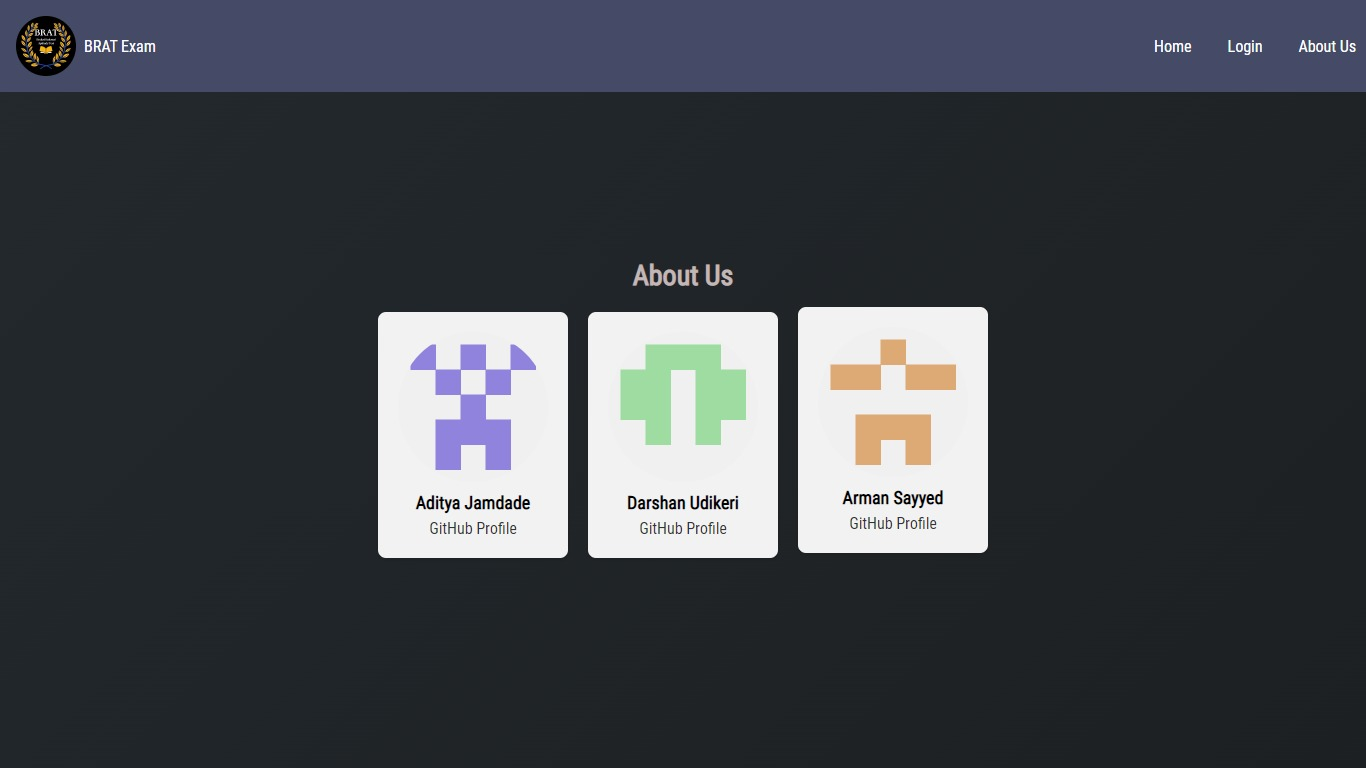 BRAT
BRAT Exam
Home
Login
About Us
About Us
Aditya Jamdade
GitHub Profile
Darshan Udikeri
GitHub Profile
Arman Sayyed
GitHub Profile